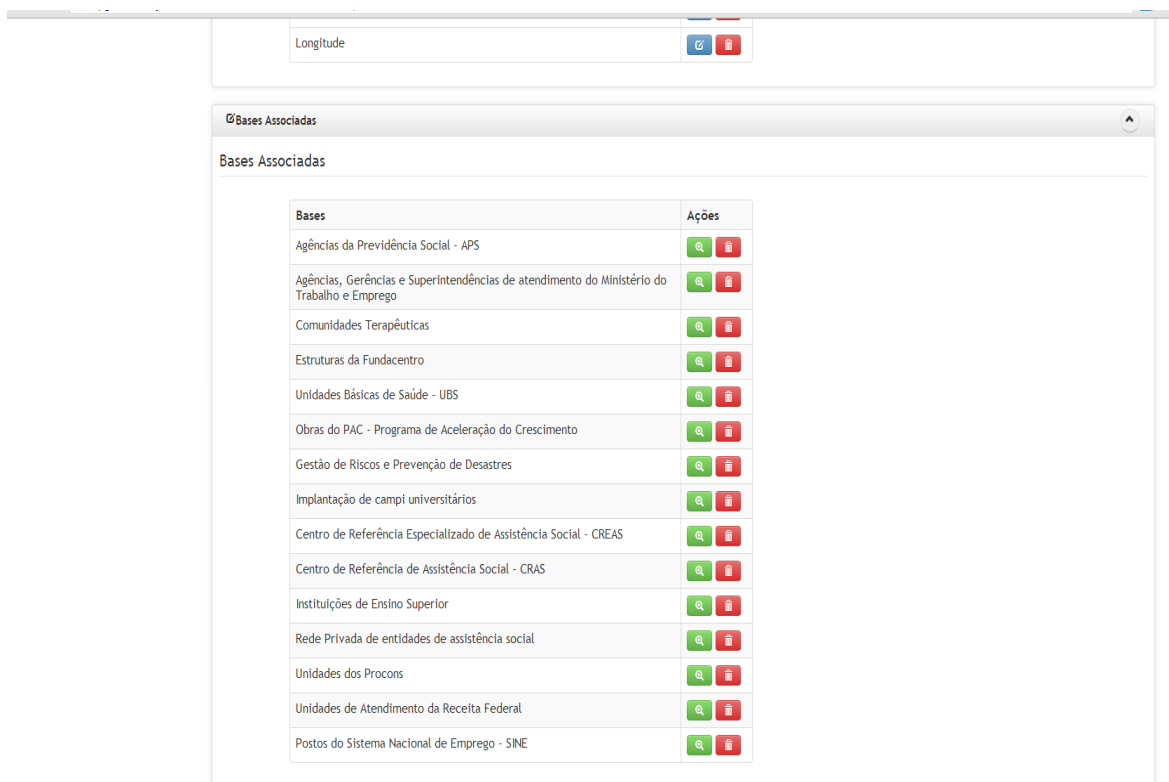 Longitude
Bases Associadas
Bases Associadas
Bases Ações
Agências da Previdência Social - APS
Agências, Gerências e Superintendências de atendimento do Ministério do
Trabalho e Emprego
Comunidades Terapêuticas
Estruturas da Fundacentro
Unidades Básicas de Saúde - UBS
Obras do PAC - Programa de Aceleração do Crescimento
Gestão de Riscos e Prevenção de Desastres
Implantação de campi universitários
Centro de Referência Especializado de Assistência Social - CREAS
Centro de Referência de Assistência Social - CRAS
Instituições de Ensino Superior
Rede Privada de entidades de assistência social
Unidades dos Procons
Unidades de Atendimento da Receita Federal
Postos do Sistema Nacional de Emprego - SINE